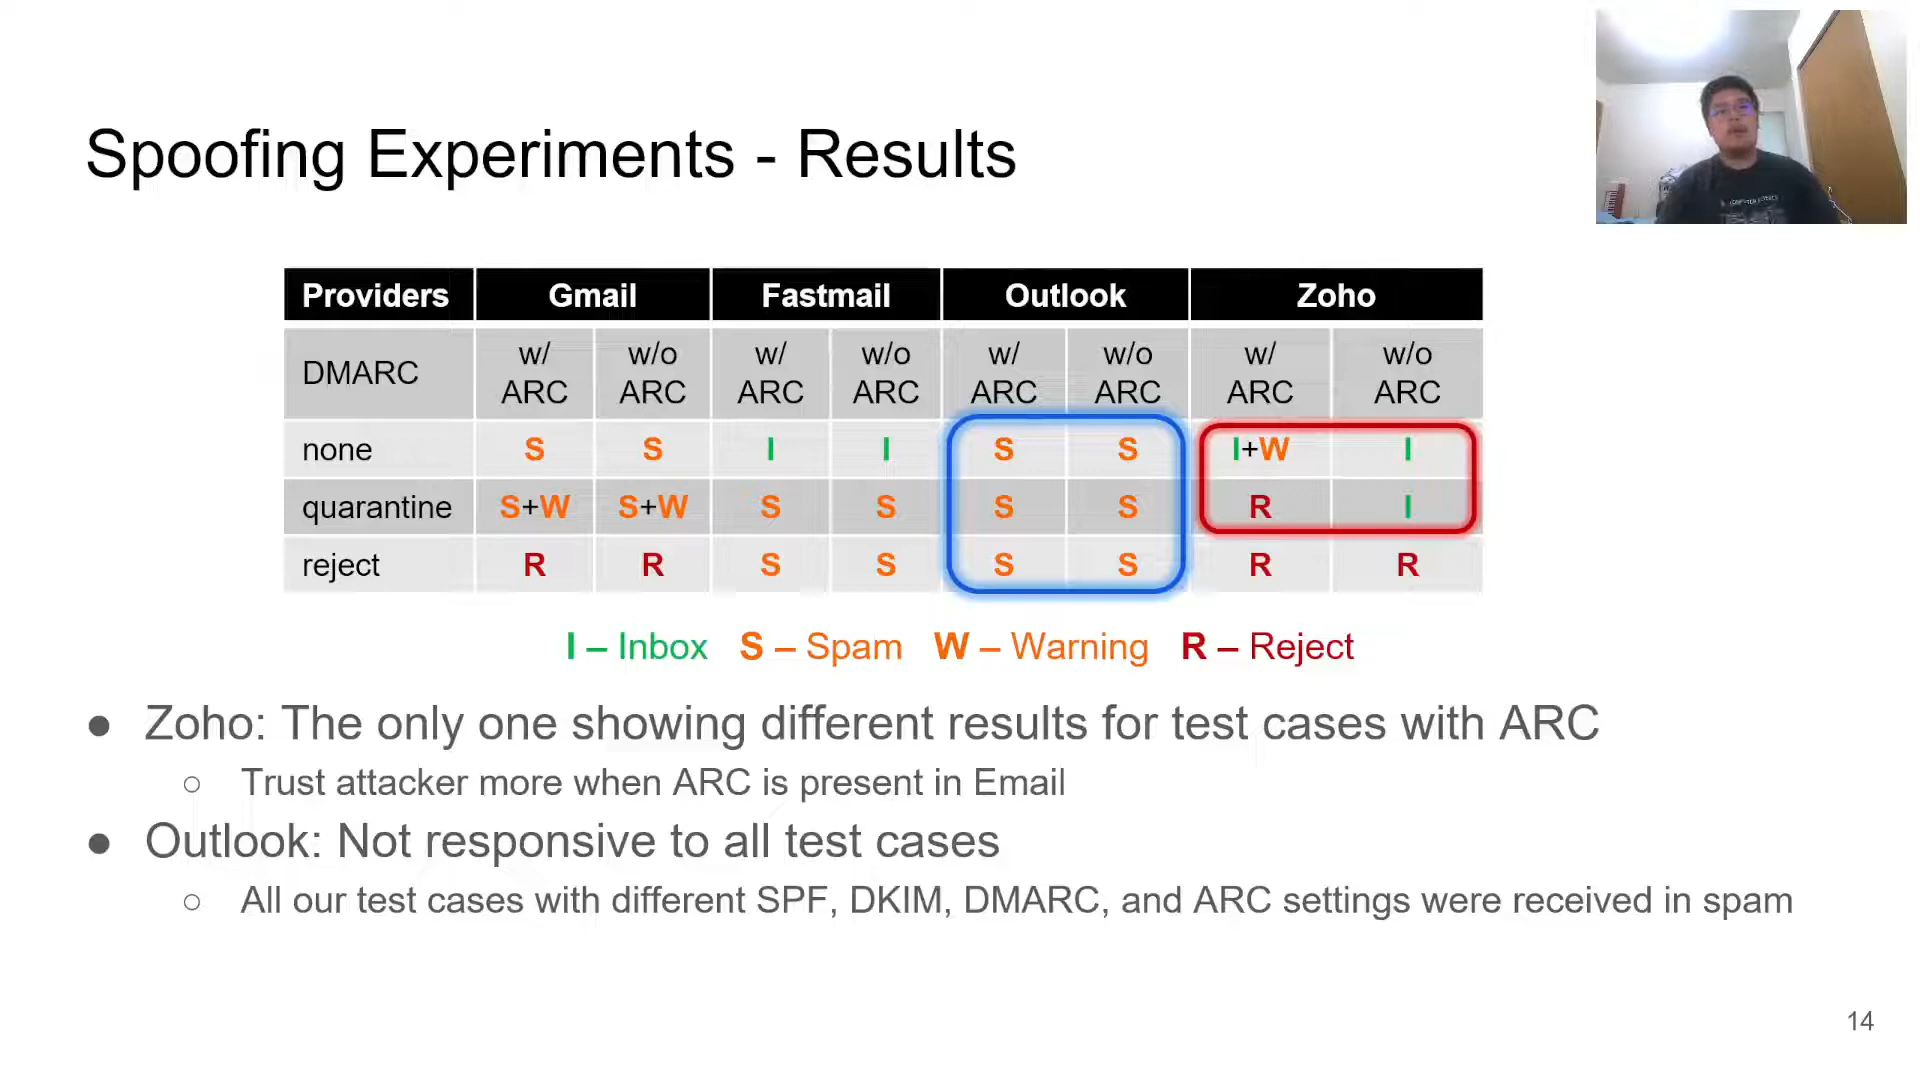 Spoofing Experiments - Results
Providers Gmail Fastmail Outlook Zoho
DMARC w/ ARC w/o ARC w/ ARC w/o ARC w/ ARC w/o ARC w/ ARC w/o ARC
none S S I I S S I+W I
quarantine S+W S+W S S S S R I
reject R R S S S S R R
I – Inbox S – Spam W – Warning R – Reject
● Zoho: The only one showing different results for test cases with ARC
○ Trust attacker more when ARC is present in Email
● Outlook: Not responsive to all test cases
○ All our test cases with different SPF, DKIM, DMARC, and ARC settings were received in spam
14